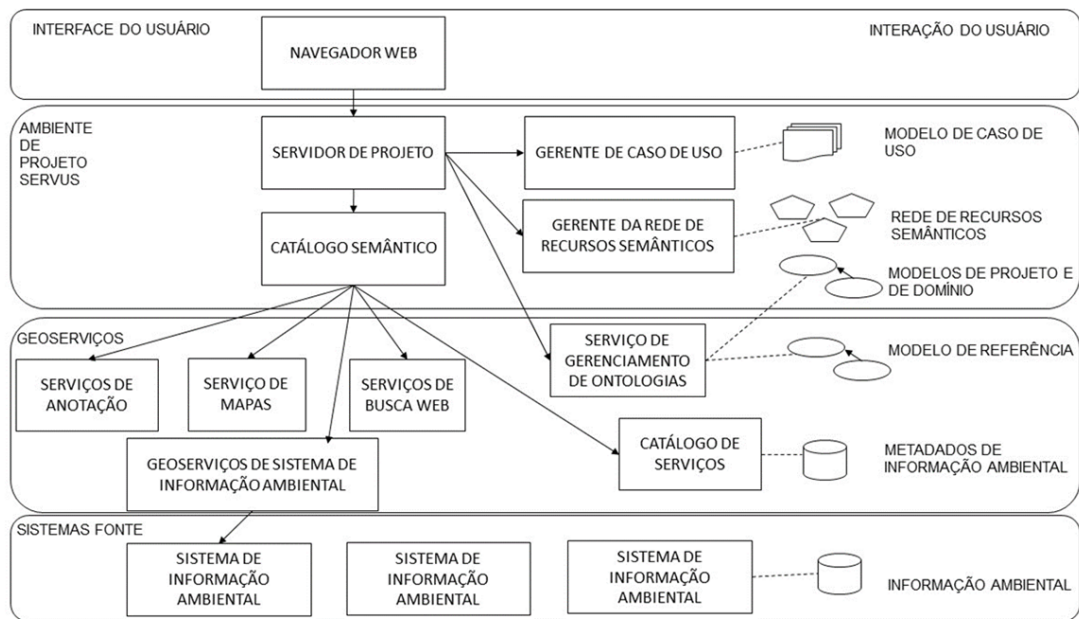 INTERFACE DO USUÁRIO
NAVEGADOR WEB
INTERAÇÃO DO USUÁRIO
AMBIENTE
DE
PROJETO
SERVUS
SERVIDOR DE PROJETO
GERENTE DE CASO DE USO
MODELO DE CASO DE
USO
CATÁLOGO SEMÂNTICO
GERENTE DA REDE DE
RECURSOS SEMÂNTICOS
REDE DE RECURSOS
SEMÂNTICOS
MODELOS DE PROJETO E
DE DOMÍNIO
GEOSERVIÇOS
SERVIÇOS DE
ANOTAÇÃO
SERVIÇO DE
MAPAS
SERVIÇOS DE
BUSCA WEB
SERVIÇO DE
GERENCIAMENTO
DE ONTOLOGIAS
MODELO DE REFERÊNCIA
GEOSERVIÇOS DE SISTEMA DE
INFORMAÇÃO AMBIENTAL
CATÁLOGO DE
SERVIÇOS
METADADOS DE
INFORMAÇÃO AMBIENTAL
SISTEMAS FONTE
SISTEMA DE
INFORMAÇÃO
AMBIENTAL
SISTEMA DE
INFORMAÇÃO
AMBIENTAL
SISTEMA DE
INFORMAÇÃO
AMBIENTAL
INFORMAÇÃO AMBIENTAL